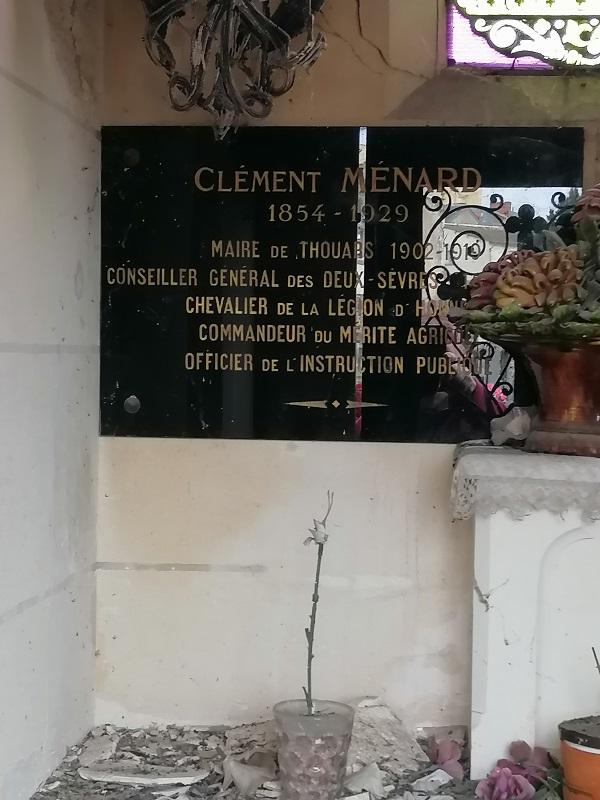 CLÉMENT MÉNARD
1854 - 1929
MAIRE DE THOUARS 1902-1919
CONSEILLER GÉNÉRAL DES DEUX-SÈVRES
CHEVALIER DE LA LÉGION
COMMANDEUR DU MÉRITE
OFFICIER DE L'INSTRUCTION PUBLIQUE